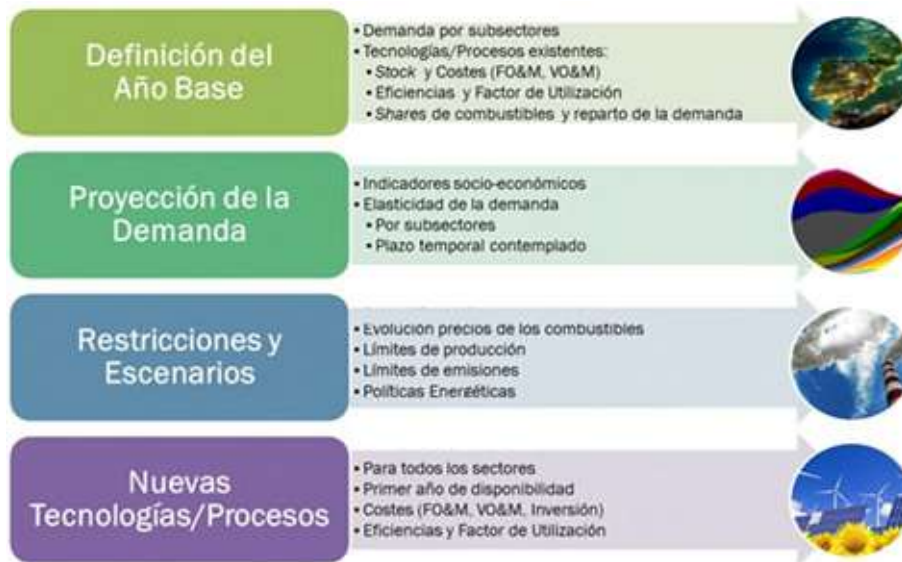 Definición del
Año Base
• Demanda por subsectores
• Tecnologías/Procesos existentes:
• Stock y Costes (FO&M, VO&M)
• Eficiencias y Factor de Utilización
• Shares de combustibles y reparto de la demanda
Proyección de la
Demanda
• Indicadores socio-económicos
• Elasticidad de la demanda
• Por subsectores
• Plazo temporal contemplado
Restricciones y
Escenarios
• Evolución precios de los combustibles
• Límites de producción
• Límites de emisiones
• Políticas Energéticas
Nuevas
Tecnologías/Procesos
• Para todos los sectores
• Primer año de disponibilidad
• Costes (FO&M, VO&M, Inversión)
• Eficiencias y Factor de Utilización